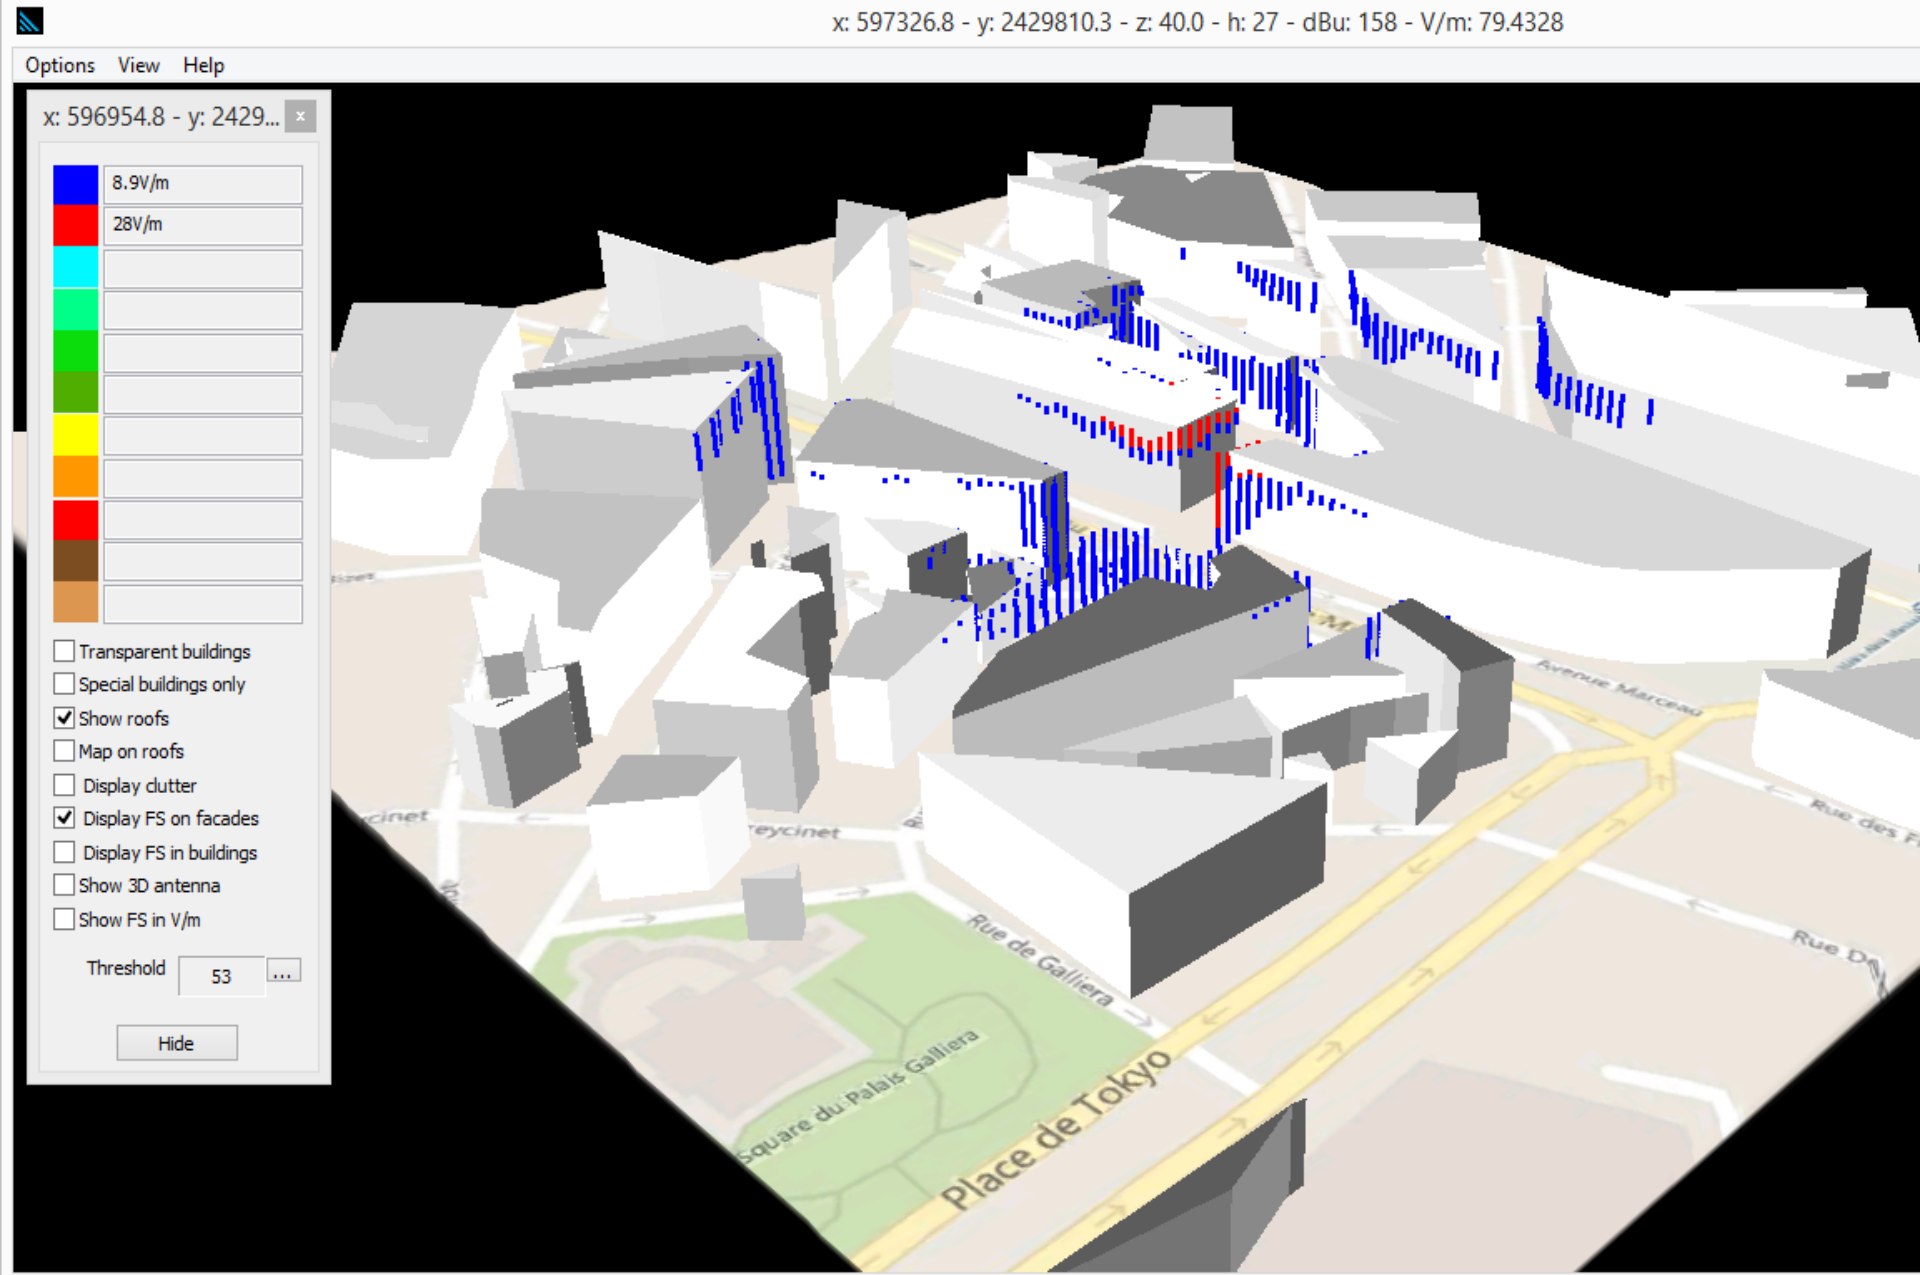 x: 597326.8 - y: 2429810.3 - z: 40.0 - h: 27 - dBu: 158 - V/m: 79.4328
Options View Help
x: 596954.8 - y: 2429...
8.9V/m
28V/m
Transparent buildings
Special buildings only
Show roofs
Map on roofs
Display clutter
Display FS on facades
Display FS in buildings
Show 3D antenna
Show FS in V/m
Threshold 53 ...
Hide
Avenue Marceau
Rue des F
cinet
reycinet
Rue de Galliera
Rue D
Square du Palais Galliera
Place de Tokyo